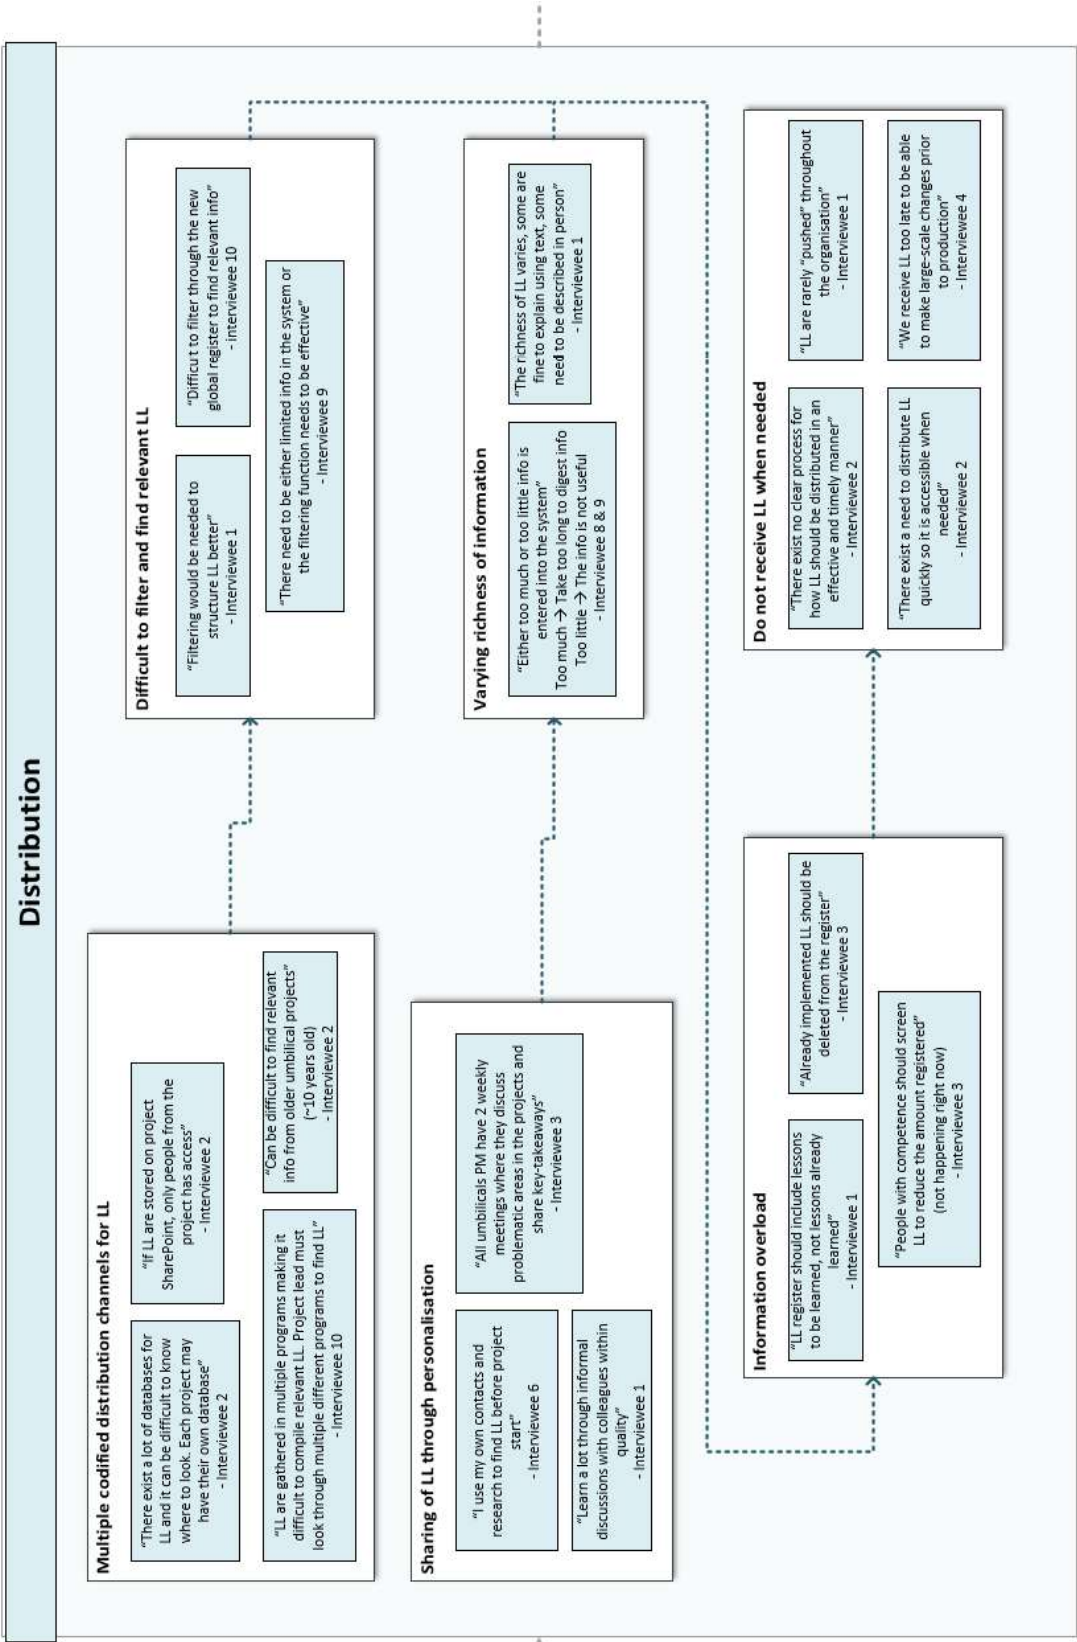 Distribution
Multiple codified distribution channels for LL
“There exist a lot of databases for
LL and it can be difficult to know
where to look. Each project may
have their own database”
- Interviewee 2
“If LL are stored on project
SharePoint, only people from the
project has access”
- Interviewee 2
“LL are gathered in multiple programs making it
difficult to compile relevant LL. Project lead must
look through multiple different programs to find LL”
- Interviewee 10
“Can be difficult to find relevant
info from older umbilical projects”
(~10 years old)
- Interviewee 2
Difficult to filter and find relevant LL
“Filtering would be needed to
structure LL better”
- Interviewee 1
“Difficut to filter through the new
global register to find relevant info”
- interviewee 10
“There need to be either limited info in the system or
the filtering function needs to be effective”
- Interviewee 9
Sharing of LL through personalisation
“I use my own contacts and
research to find LL before project
start”
- Interviewee 6
“All umbilicals PM have 2 weekly
meetings where they discuss
problematic areas in the projects and
share key-takeaways”
- Interviewee 3
“Learn a lot through informal
discussions with colleagues within
quality”
- Interviewee 1
Varying richness of information
“Either too much or too little info is
entered into the system”
Too much → Take too long to digest info
Too little → The info is not useful
- Interviewee 8 & 9
“The richness of LL varies, some are
fine to explain using text, some
need to be described in person”
- Interviewee 1
Information overload
“LL register should include lessons
to be learned, not lessons already
learned”
- Interviewee 1
“Already implemented LL should be
deleted from the register”
- Interviewee 3
“People with competence should screen
LL to reduce the amount registered”
(not happening right now)
- Interviewee 3
Do not receive LL when needed
“There exist no clear process for
how LL should be distributed in an
effective and timely manner”
- Interviewee 2
“LL are rarely “pushed” throughout
the organisation”
- Interviewee 1
“There exist a need to distribute LL
quickly so it is accessible when
needed”
- Interviewee 2
“We receive LL too late to be able
to make large-scale changes prior
to production”
- Interviewee 4